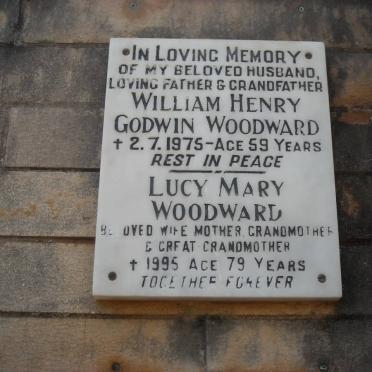 IN LOVING MEMORY
OF MY BELOVED HUSBAND,
LOVING FATHER & GRANDFATHER
WILLIAM HENRY
GODWIN WOODWARD
✝ 2.7.1975 - AGE 59 YEARS
REST IN PEACE
LUCY MARY
WOODWARD
BELOVED WIFE MOTHER, GRANDMOTHER
& GREAT-GRANDMOTHER
✝ 1995 AGE 79 YEARS
TOGETHER FOREVER